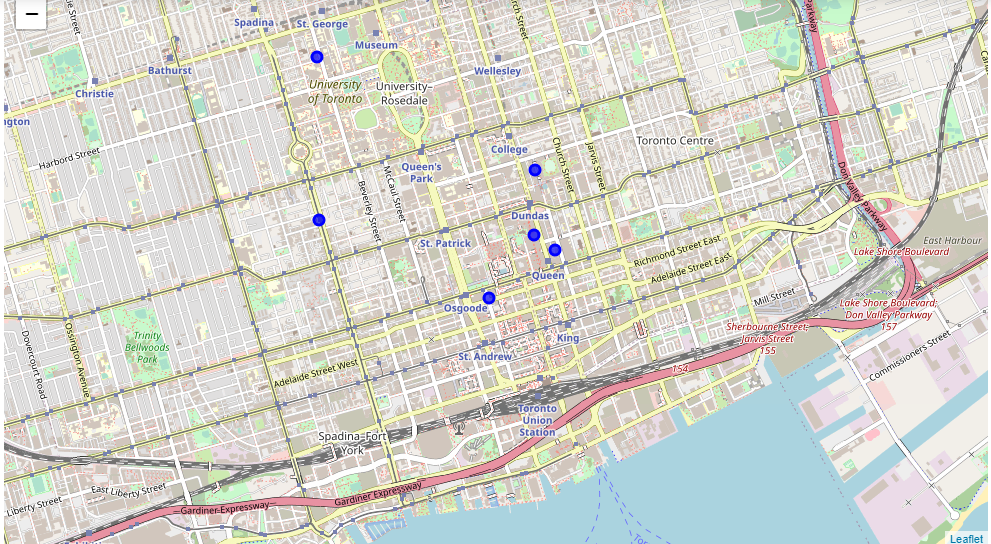 −
Spadina
St. George
Museum
Parkway
rch Street
Bathurst
Wellesley
Christie
University
of Toronto
University–
Rosedale
ngton
Harbord Street
College
Toronto Centre
Queen's
Park
Church Street
Jarvis Street
McCaul Street
Beverley Street
Don Valley Parkway
Dundas
St. Patrick
East Harbour
Lake Shore Boulevard
Richmond Street East
Adelaide Street East
Queen
Mill Street
Osgoode
Lake Shore Boulevard;
Don Valley Parkway
157
Sherbourne Street;
Jarvis Street
155
King
Trinity
Bellwoods
Park
Dovercourt Road
Ossington Avenue
St. Andrew
Adelaide Street West
154
Commissioners Street
Toronto
Union
Station
Spadina–Fort
York
East Liberty Street
Liberty Street
Gardiner Expressway
Gardiner Expressway
Leaflet